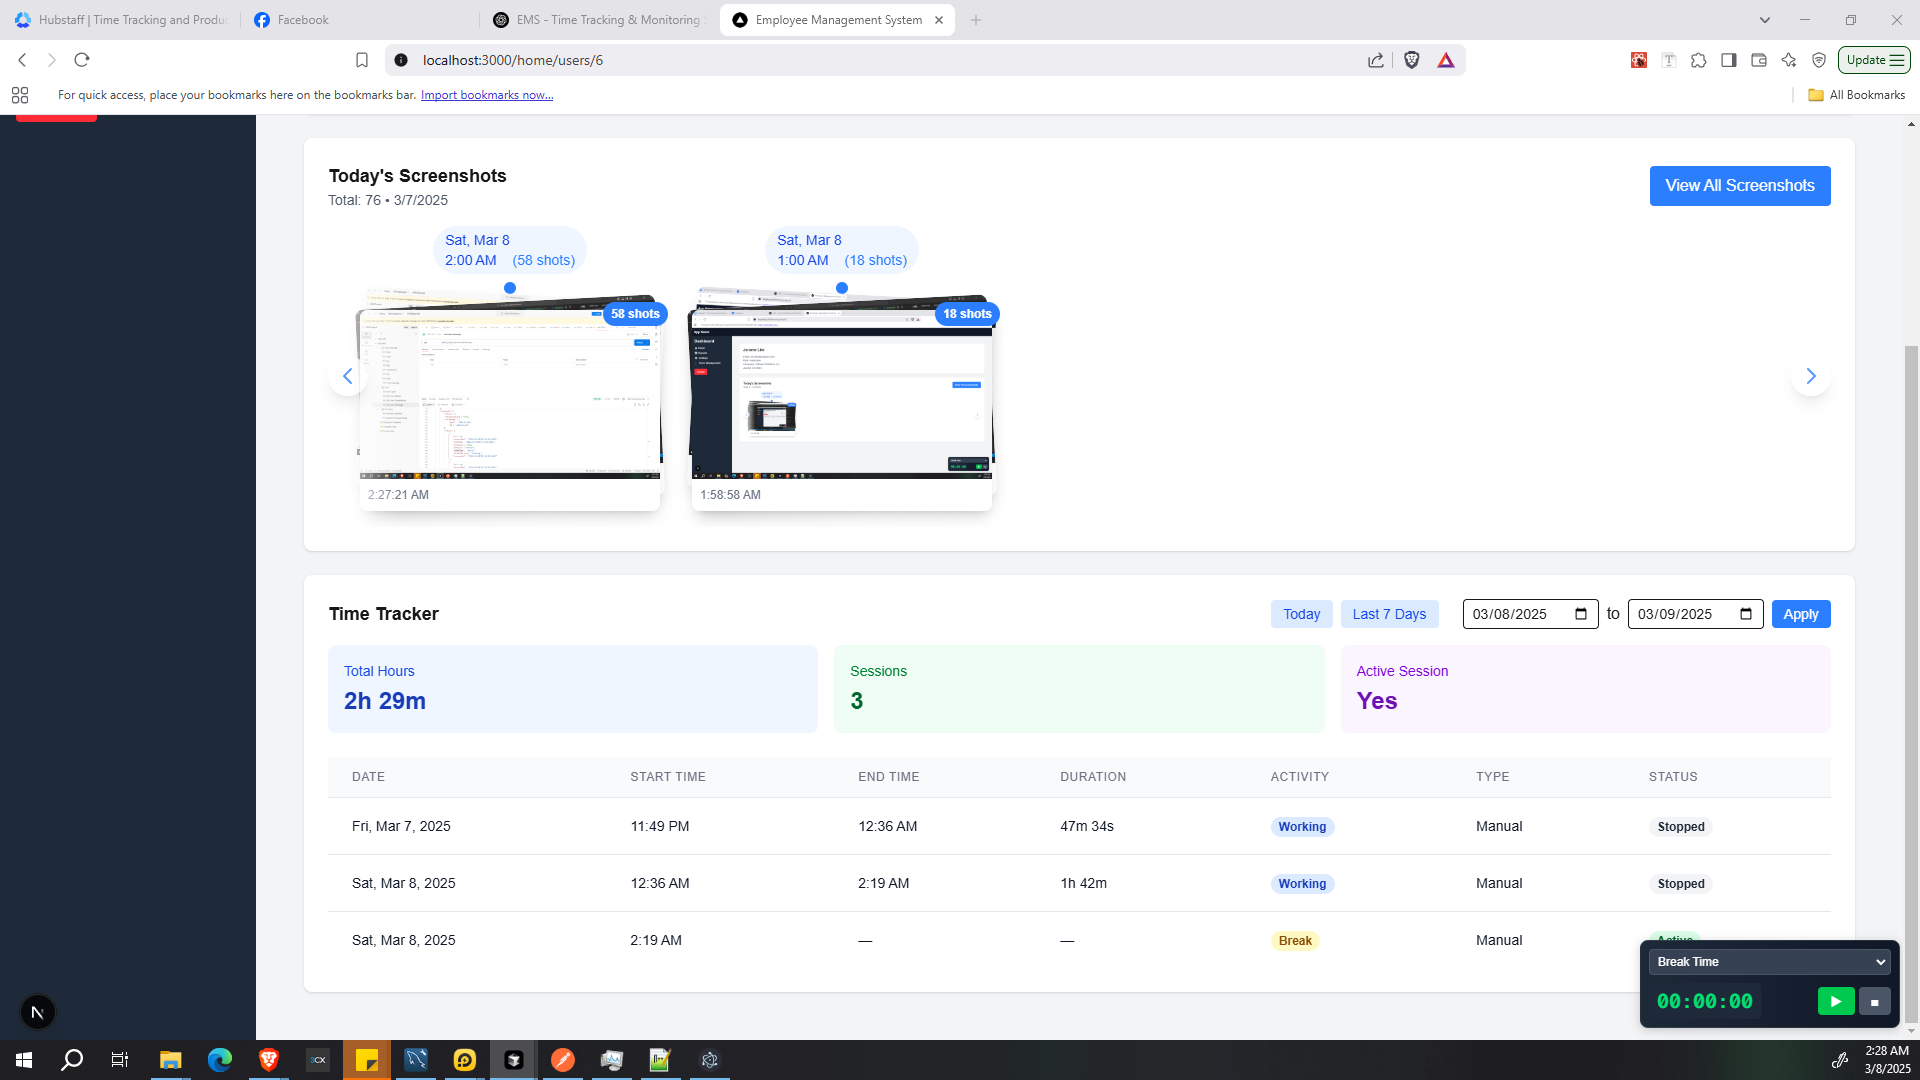 Hubstaff | Time Tracking and Produ
Facebook
EMS - Time Tracking & Monitoring
Employee Management System
localhost:3000/home/users/6
Update
For quick access, place your bookmarks here on the bookmarks bar. Import bookmarks now...
All Bookmarks
Today's Screenshots
Total: 76 • 3/7/2025
View All Screenshots
Sat, Mar 8
2:00 AM (58 shots)
Sat, Mar 8
1:00 AM (18 shots)
58 shots
18 shots
2:27:21 AM
1:58:58 AM
Time Tracker
Today
Last 7 Days
03/08/2025 to 03/09/2025
Apply
Total Hours
2h 29m
Sessions
3
Active Session
Yes
DATE START TIME END TIME DURATION ACTIVITY TYPE STATUS
Fri, Mar 7, 2025 11:49 PM 12:36 AM 47m 34s Working Manual Stopped
Sat, Mar 8, 2025 12:36 AM 2:19 AM 1h 42m Working Manual Stopped
Sat, Mar 8, 2025 2:19 AM — — Break Manual Active
Break Time
00:00:00
N
3CX
2:28 AM
3/8/2025